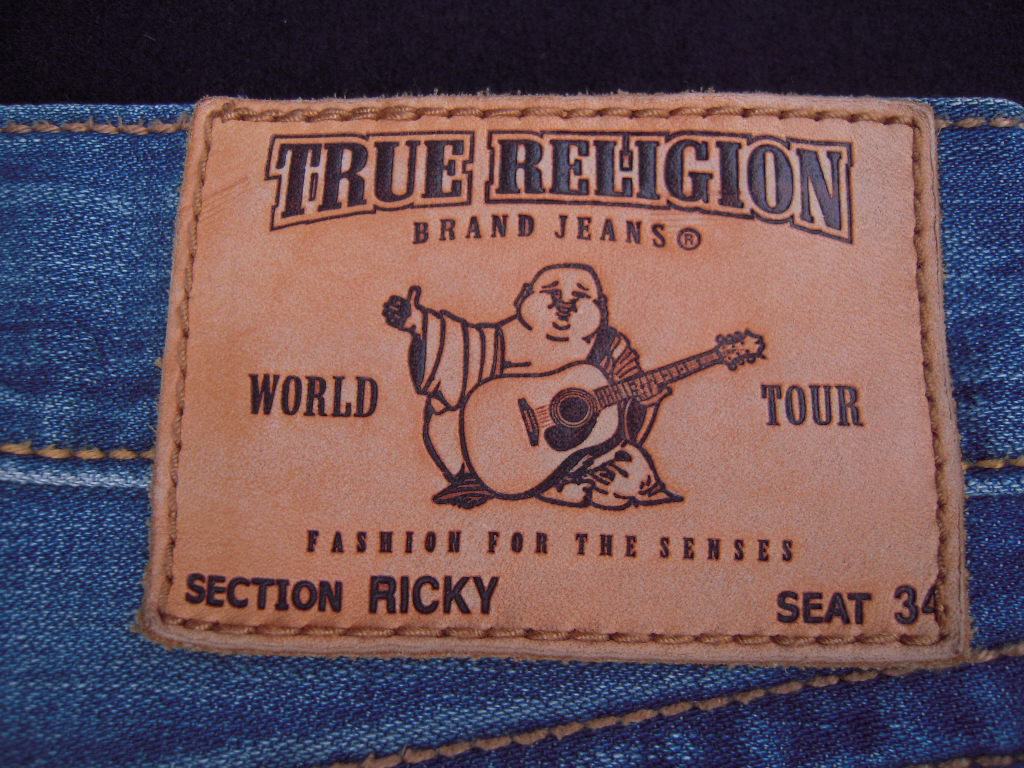 TRUE RELIGION
BRAND JEANS®
WORLD TOUR
FASHION FOR THE SENSES
SECTION RICKY SEAT 34